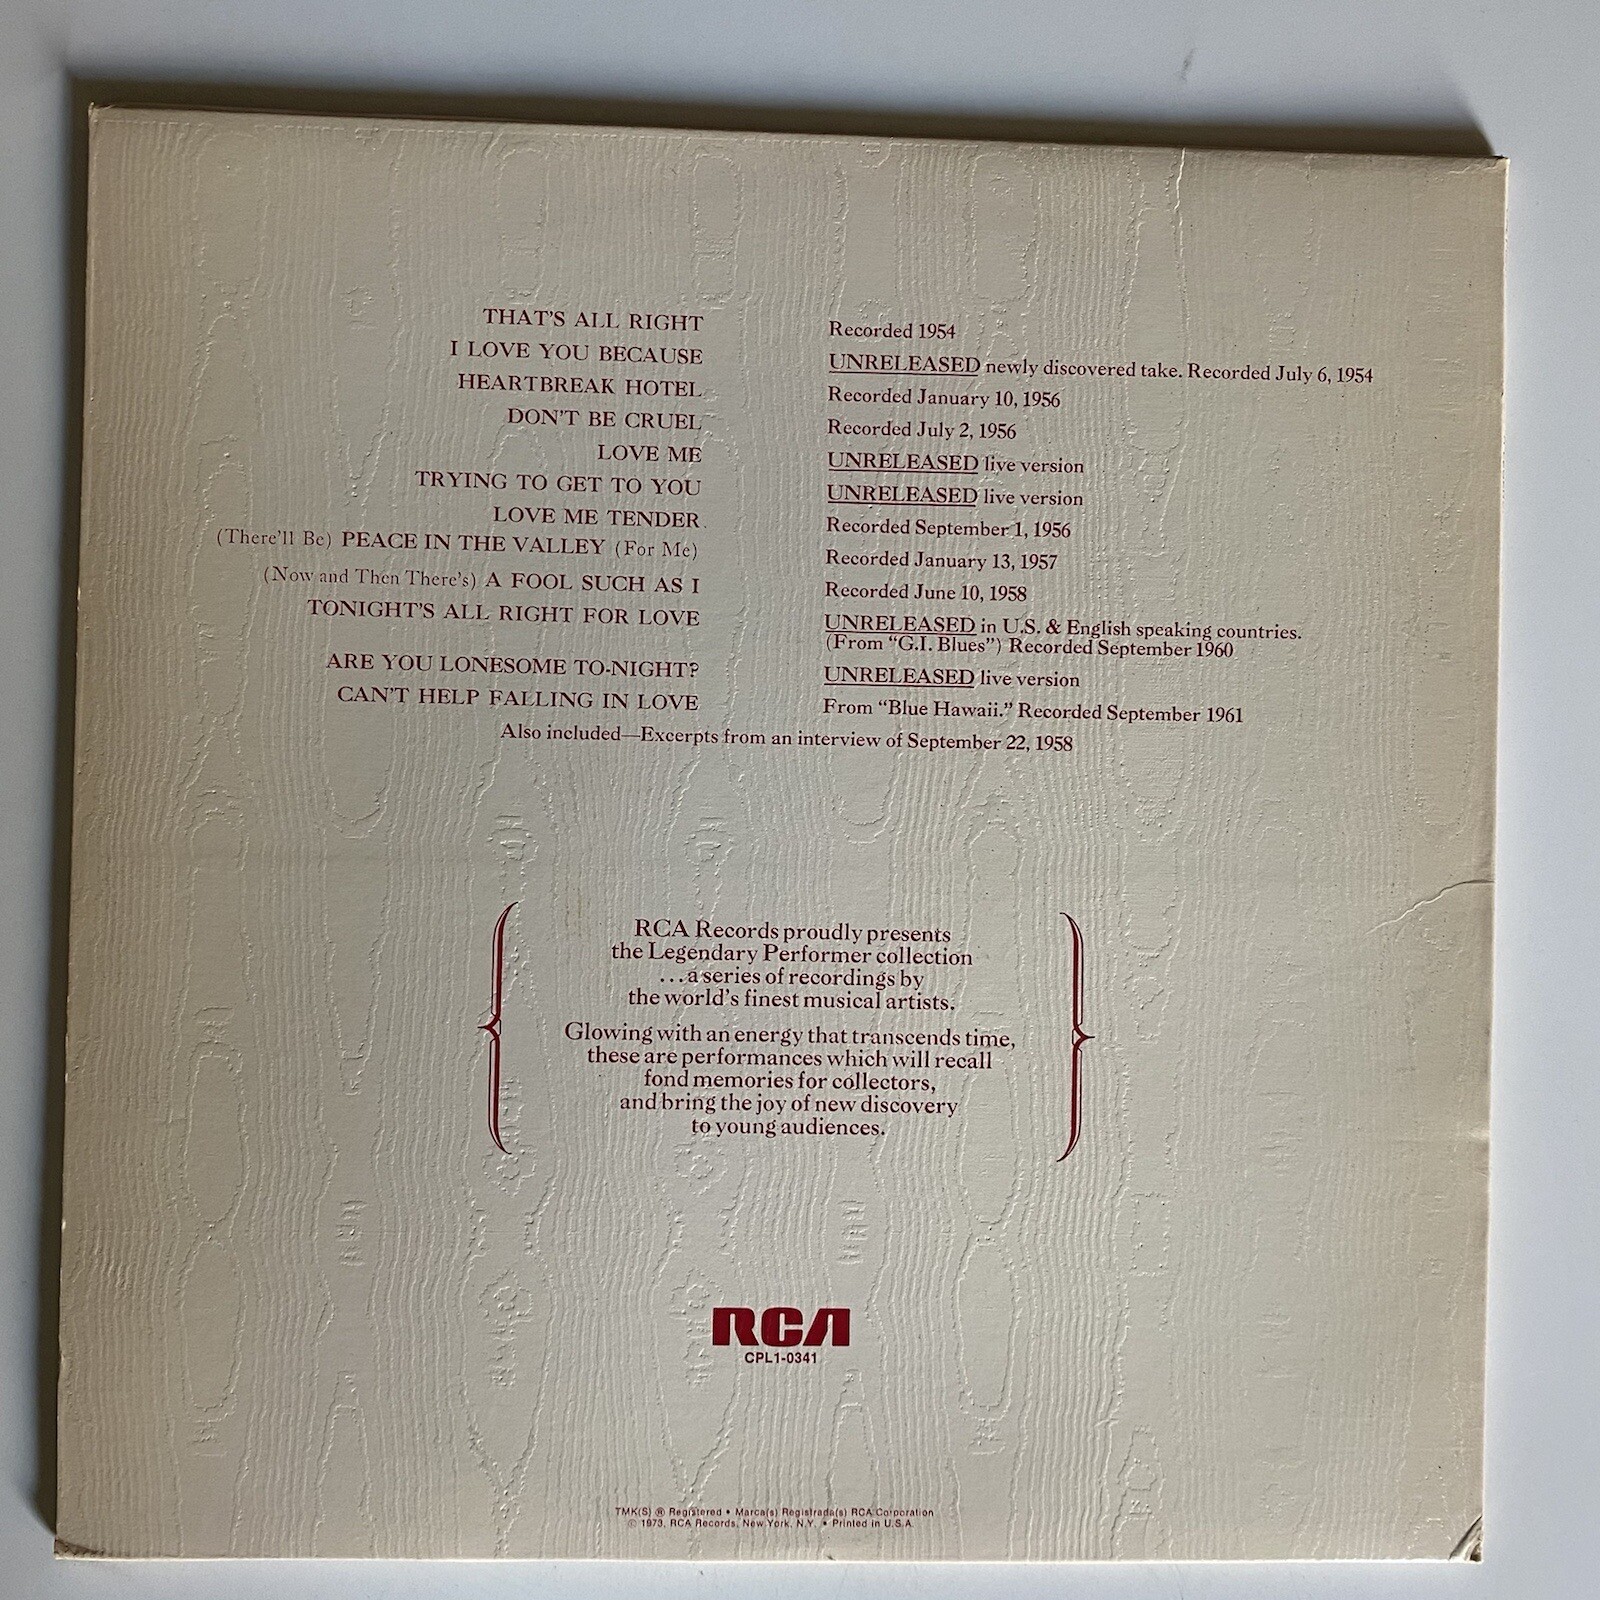 THAT'S ALL RIGHT Recorded 1954
I LOVE YOU BECAUSE UNRELEASED newly discovered take. Recorded July 6, 1954
HEARTBREAK HOTEL Recorded January 10, 1956
DON'T BE CRUEL Recorded July 2, 1956
LOVE ME UNRELEASED live version
TRYING TO GET TO YOU UNRELEASED live version
LOVE ME TENDER Recorded September 1, 1956
(There'll Be) PEACE IN THE VALLEY (For Me) Recorded January 13, 1957
(Now and Then There's) A FOOL SUCH AS I Recorded June 10, 1958
TONIGHT'S ALL RIGHT FOR LOVE UNRELEASED in U.S. & English speaking countries.
(From "G.I. Blues") Recorded September 1960
ARE YOU LONESOME TO-NIGHT? UNRELEASED live version
CAN'T HELP FALLING IN LOVE From "Blue Hawaii." Recorded September 1961
Also included—Excerpts from an interview of September 22, 1958
RCA Records proudly presents
the Legendary Performer collection
...a series of recordings by
the world's finest musical artists.
Glowing with an energy that transcends time,
these are performances which will recall
fond memories for collectors,
and bring the joy of new discovery
to young audiences.
RCA
CPL1-0341
TMK(S) ® Registered • Marca(s) Registrada(s) RCA Corporation
© 1973, RCA Records, New York, N.Y. • Printed in U.S.A.